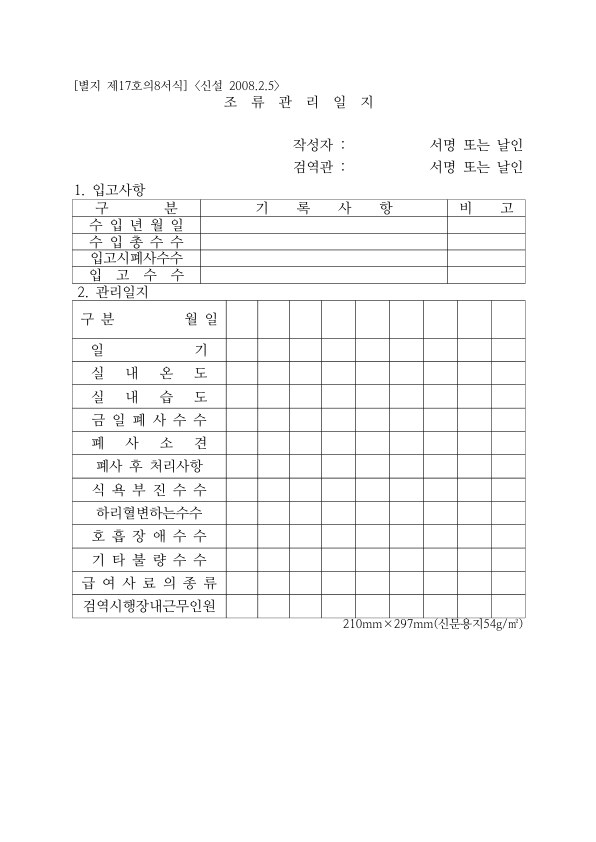 [별지 제17호의8서식] <신설 2008.2.5>
조 류 관 리 일 지
작성자 : 서명 또는 날인
검역관 : 서명 또는 날인
1. 입고사항
구 분 기 록 사 항 비 고
수 입 년 월 일
수 입 총 수 수
입고시폐사수수
입 고 수 수
2. 관리일지
구 분 월 일
일 기
실 내 온 도
실 내 습 도
금 일 폐 사 수 수
폐 사 소 견
폐사 후 처리사항
식 욕 부 진 수 수
하리혈변하는수수
호 흡 장 애 수 수
기 타 불 량 수 수
급 여 사 료 의 종 류
검역시행장내근무인원
210mm×297mm(신문용지54g/㎡)